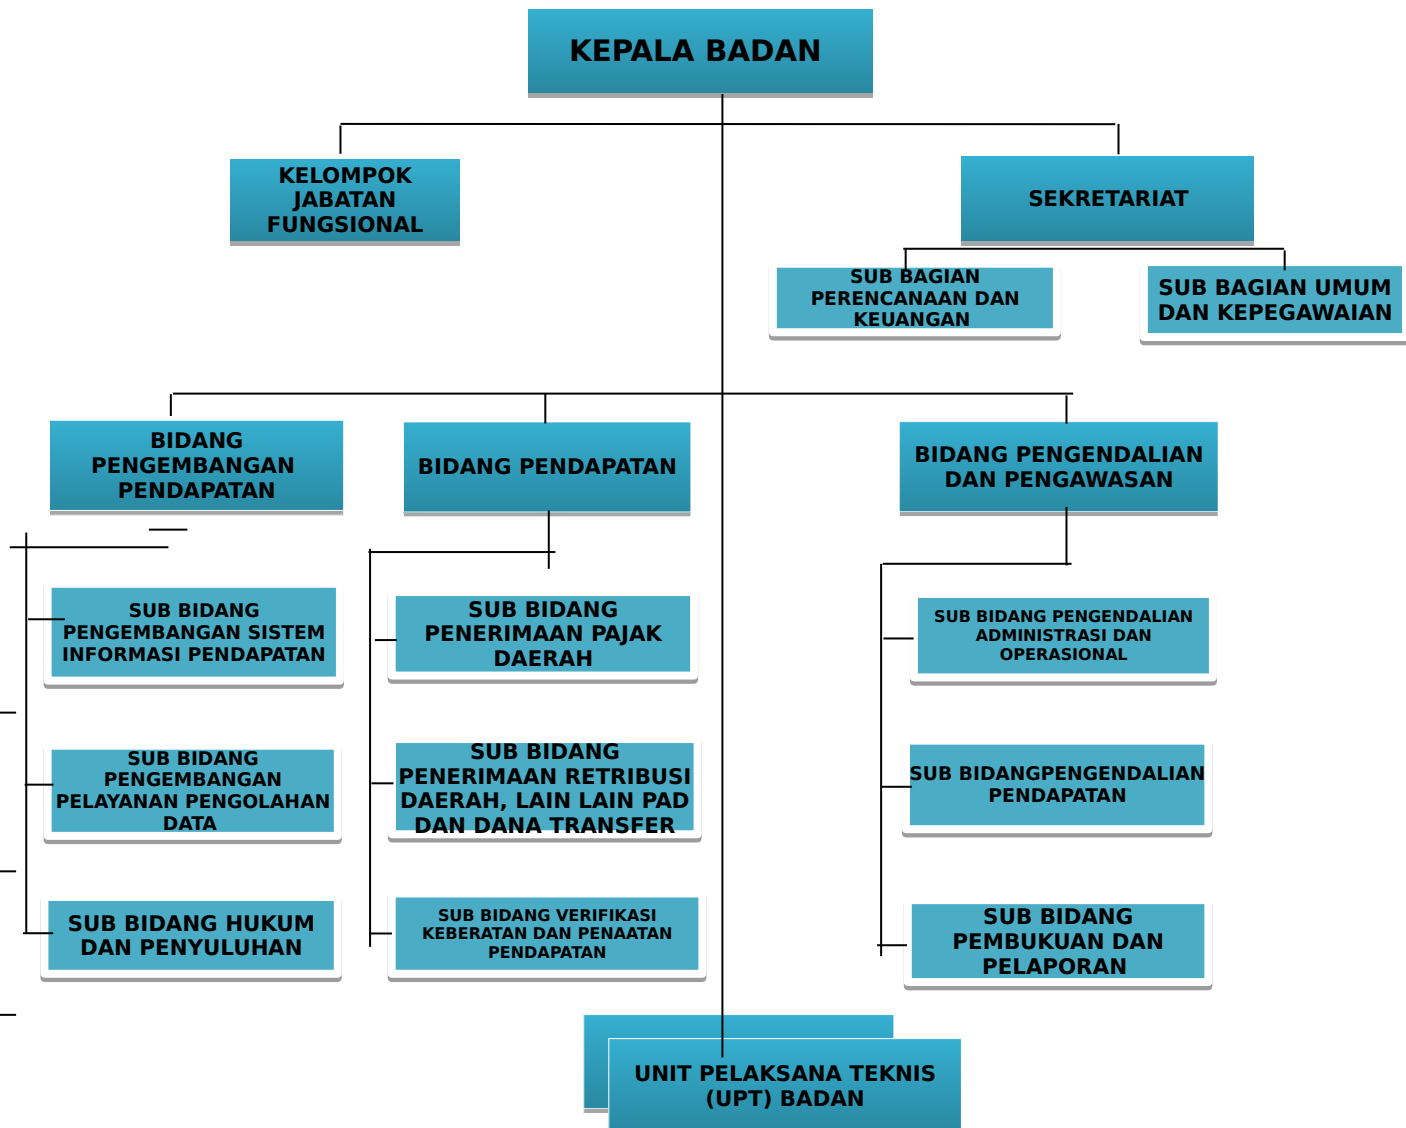 KEPALA BADAN
KELOMPOK
JABATAN
FUNGSIONAL
SEKRETARIAT
SUB BAGIAN
PERENCANAAN DAN
KEUANGAN
SUB BAGIAN UMUM
DAN KEPEGAWAIAN
BIDANG
PENGEMBANGAN
PENDAPATAN
BIDANG PENDAPATAN
BIDANG PENGENDALIAN
DAN PENGAWASAN
SUB BIDANG
PENGEMBANGAN SISTEM
INFORMASI PENDAPATAN
SUB BIDANG
PENERIMAAN PAJAK
DAERAH
SUB BIDANG PENGENDALIAN
ADMINISTRASI DAN
OPERASIONAL
SUB BIDANG
PENGEMBANGAN
PELAYANAN PENGOLAHAN
DATA
SUB BIDANG
PENERIMAAN RETRIBUSI
DAERAH, LAIN LAIN PAD
DAN DANA TRANSFER
SUB BIDANGPENGENDALIAN
PENDAPATAN
SUB BIDANG HUKUM
DAN PENYULUHAN
SUB BIDANG VERIFIKASI
KEBERATAN DAN PENAATAN
PENDAPATAN
SUB BIDANG
PEMBUKUAN DAN
PELAPORAN
UNIT PELAKSANA TEKNIS
(UPT) BADAN